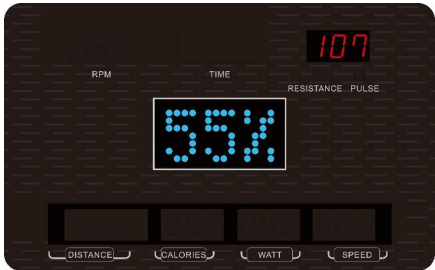 107
RPM TIME
RESISTANCE PULSE
55%
DISTANCE CALORIES WATT SPEED